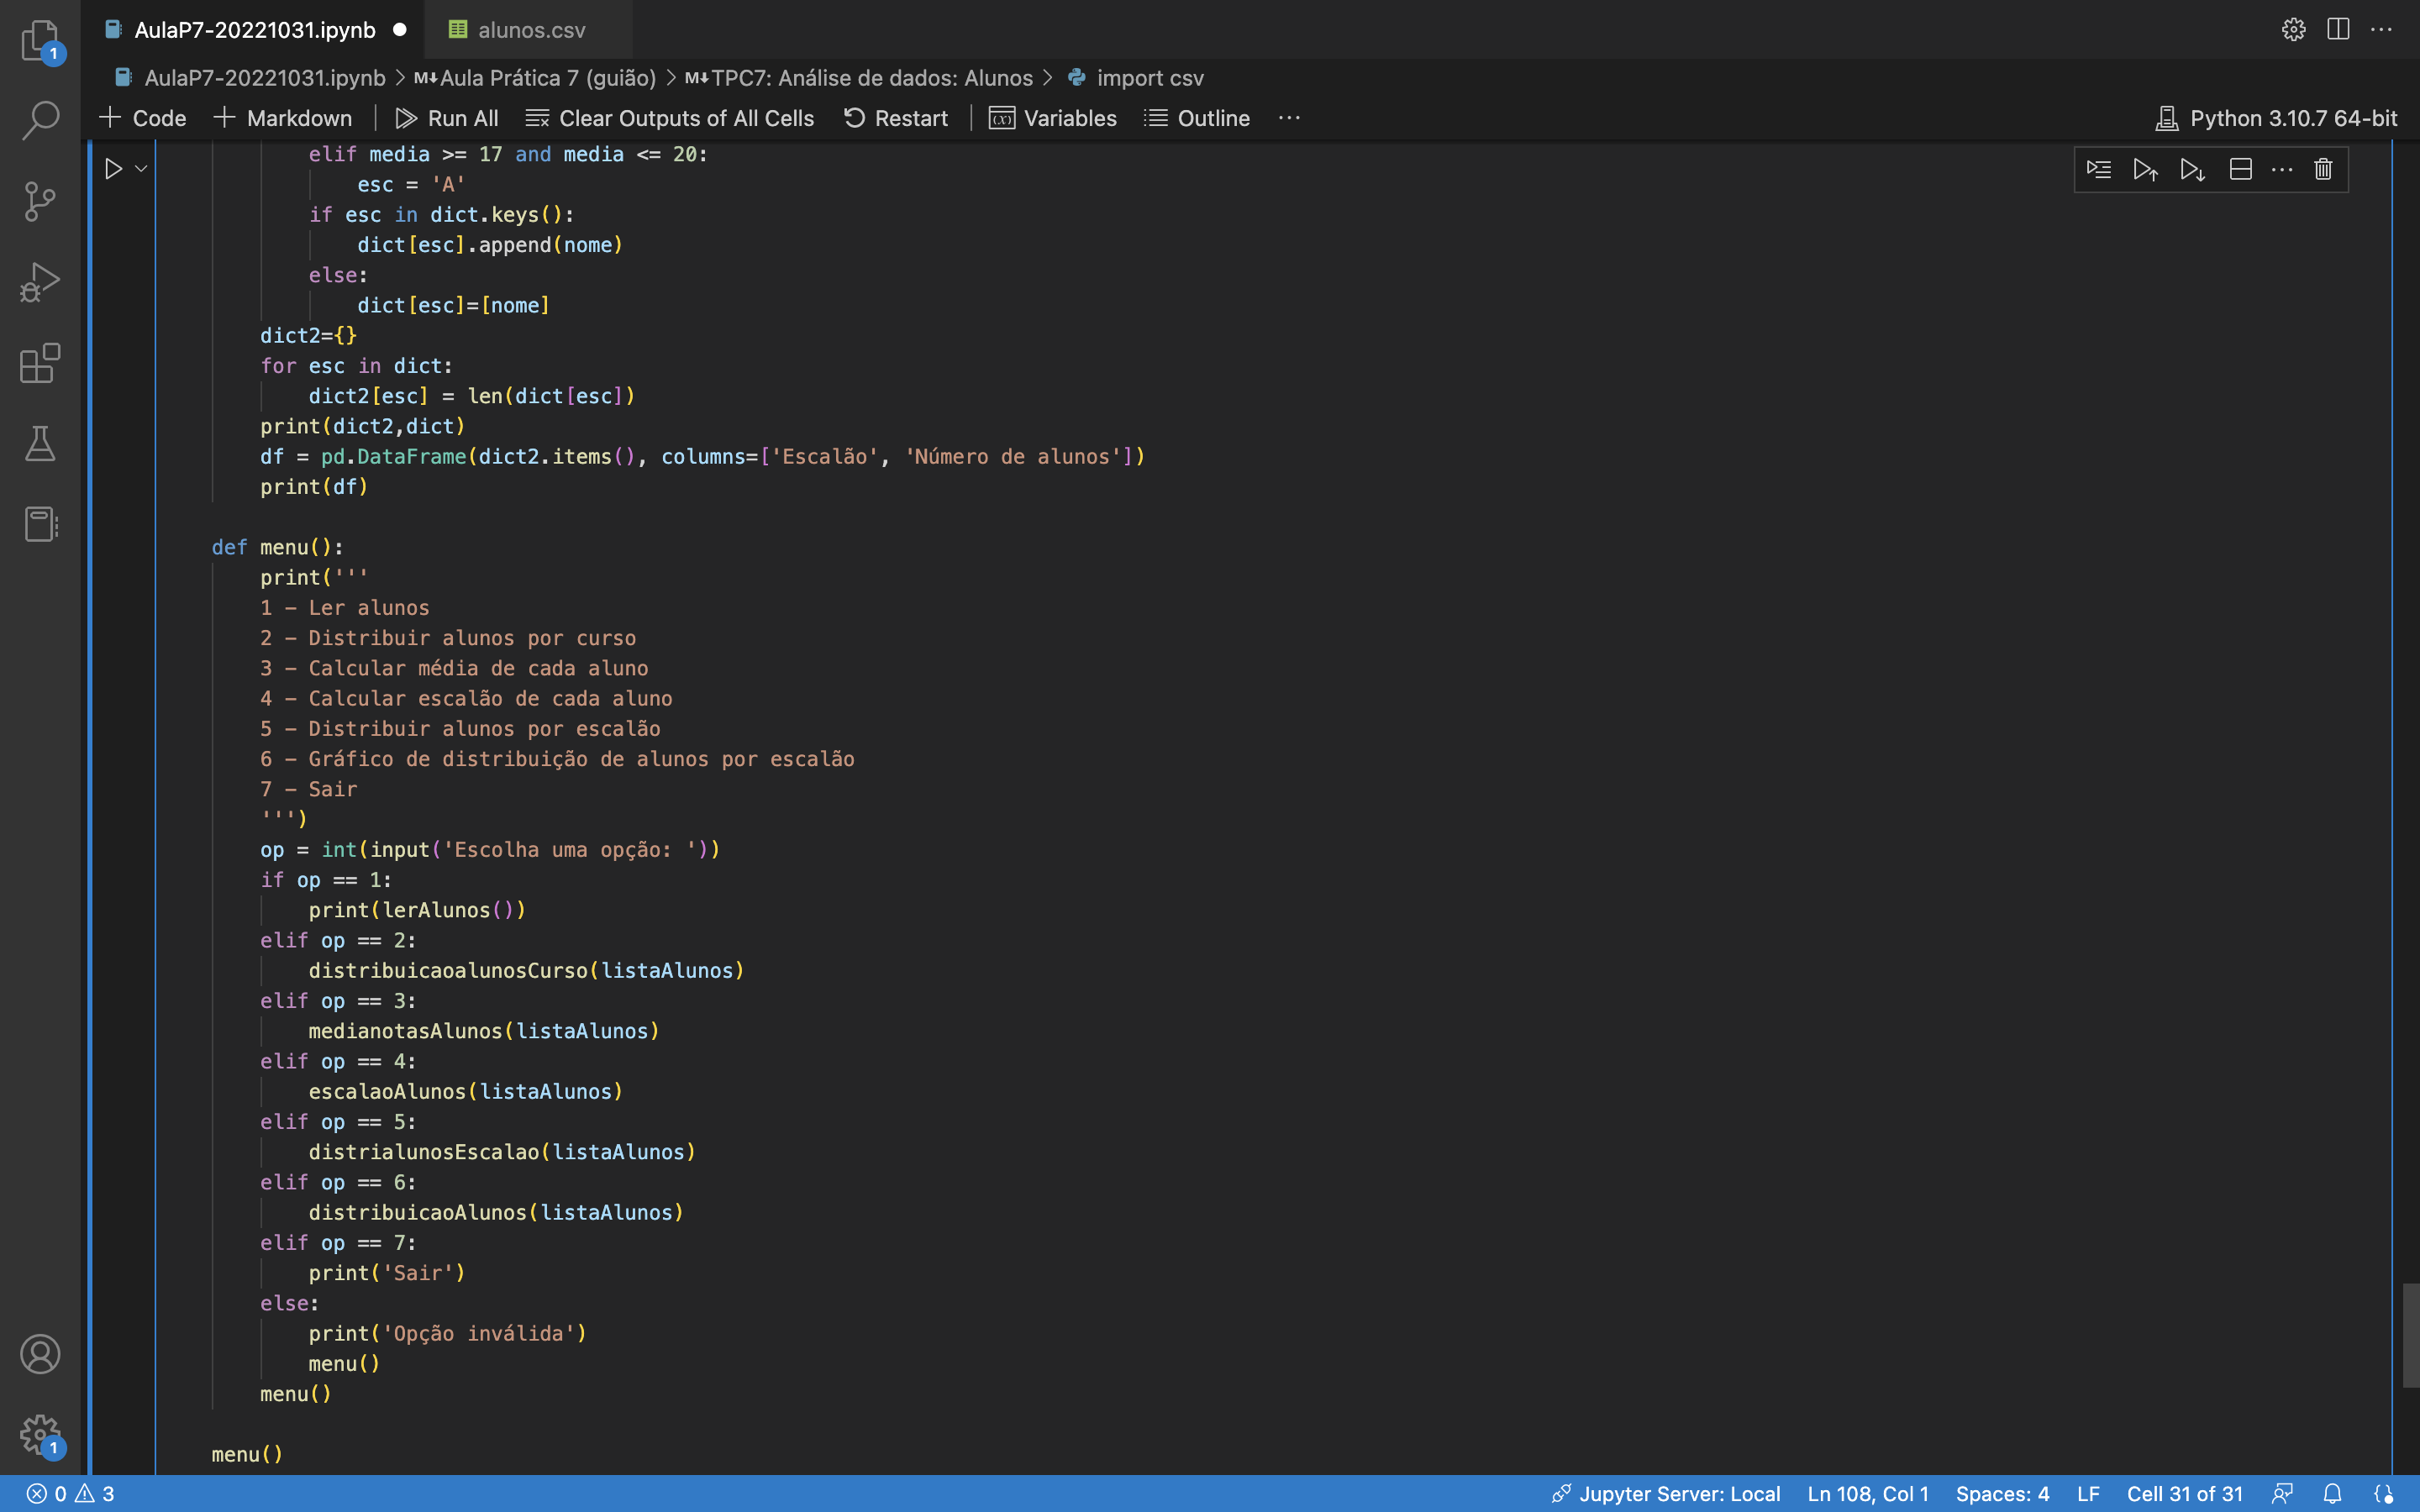 AulaP7-20221031.ipynb alunos.csv
AulaP7-20221031.ipynb > M↓Aula Prática 7 (guião) > M↓TPC7: Análise de dados: Alunos > import csv
+ Code + Markdown | Run All Clear Outputs of All Cells Restart | Variables Outline ··· Python 3.10.7 64-bit
elif media >= 17 and media <= 20:
esc = 'A'
if esc in dict.keys():
dict[esc].append(nome)
else:
dict[esc]=[nome]
dict2={}
for esc in dict:
dict2[esc] = len(dict[esc])
print(dict2,dict)
df = pd.DataFrame(dict2.items(), columns=['Escalão', 'Número de alunos'])
print(df)
def menu():
print('''
1 - Ler alunos
2 - Distribuir alunos por curso
3 - Calcular média de cada aluno
4 - Calcular escalão de cada aluno
5 - Distribuir alunos por escalão
6 - Gráfico de distribuição de alunos por escalão
7 - Sair
''')
op = int(input('Escolha uma opção: '))
if op == 1:
print(lerAlunos())
elif op == 2:
distribuicaoalunosCurso(listaAlunos)
elif op == 3:
medianotasAlunos(listaAlunos)
elif op == 4:
escalaoAlunos(listaAlunos)
elif op == 5:
distrialunosEscalao(listaAlunos)
elif op == 6:
distribuicaoAlunos(listaAlunos)
elif op == 7:
print('Sair')
else:
print('Opção inválida')
menu()
menu()
menu()
1
1
0 3 Jupyter Server: Local Ln 108, Col 1 Spaces: 4 LF Cell 31 of 31